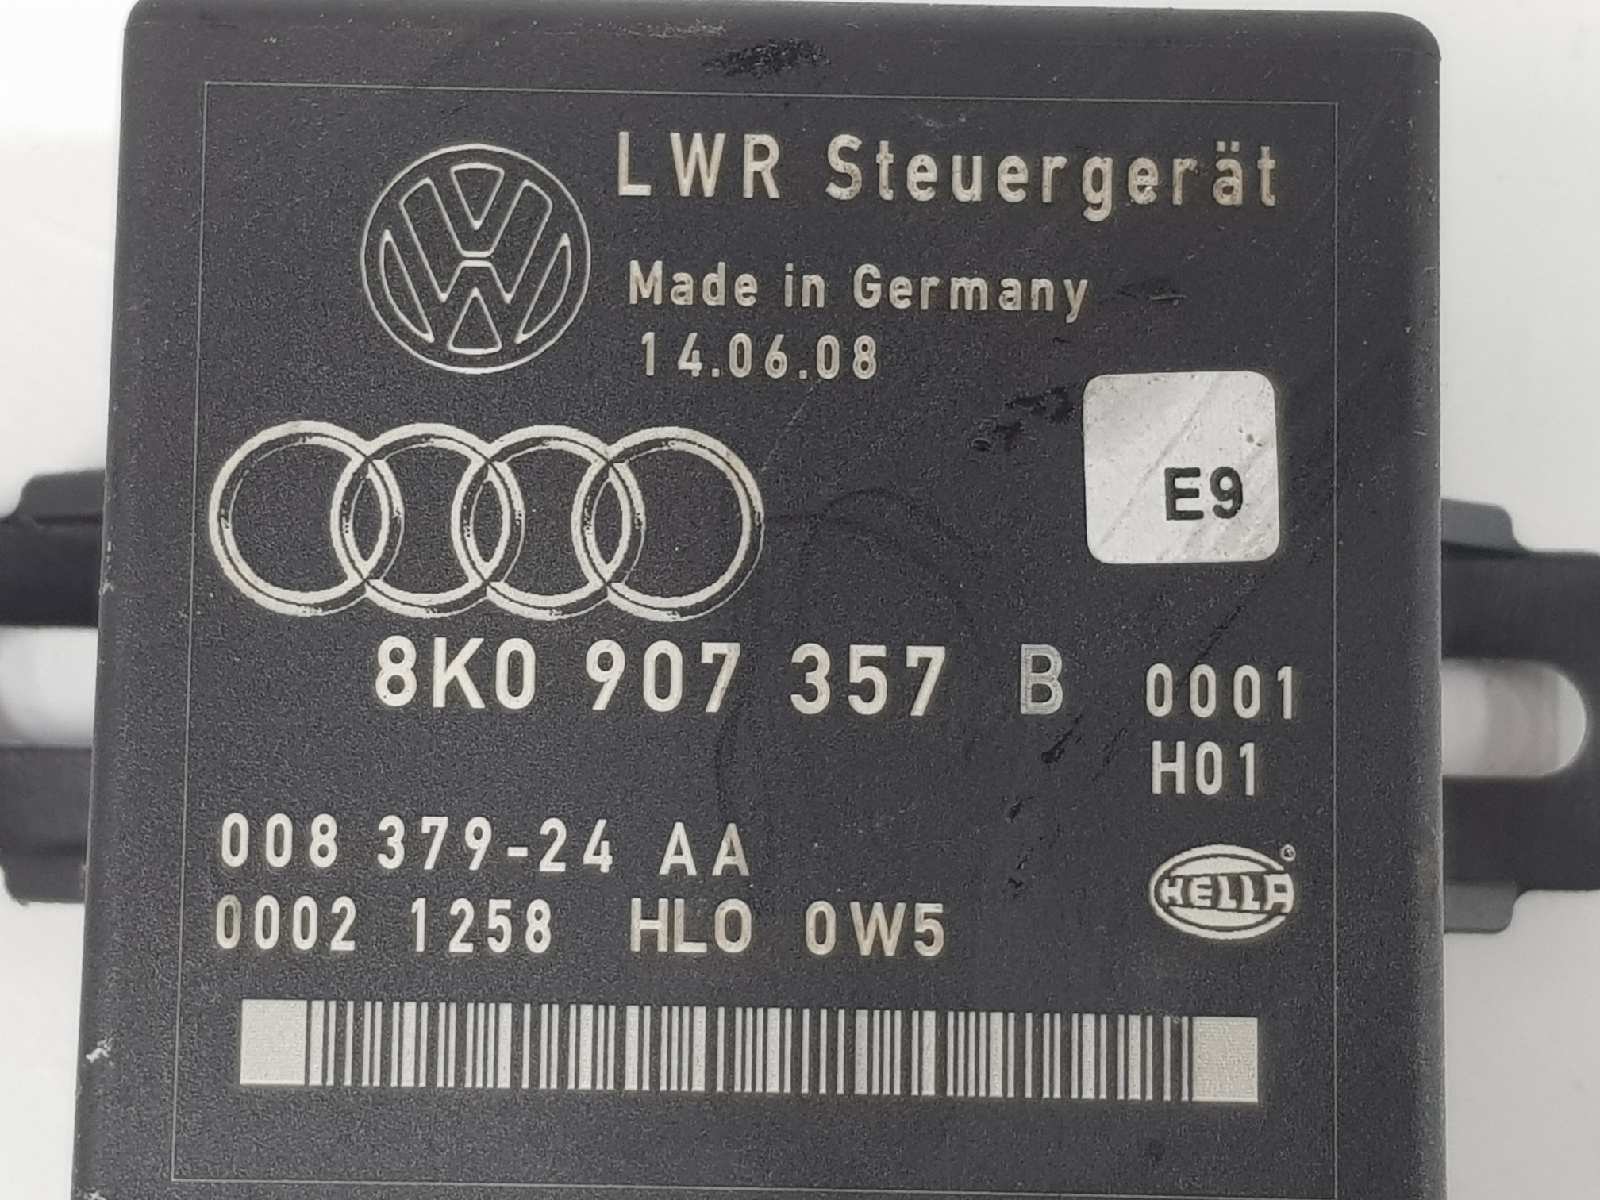 LWR Steuergerät
Made in Germany
14.06.08
E9
8K0 907 357 B 0001
H01
008 379-24 AA
0002 1258 HLO 0W5
HELLA